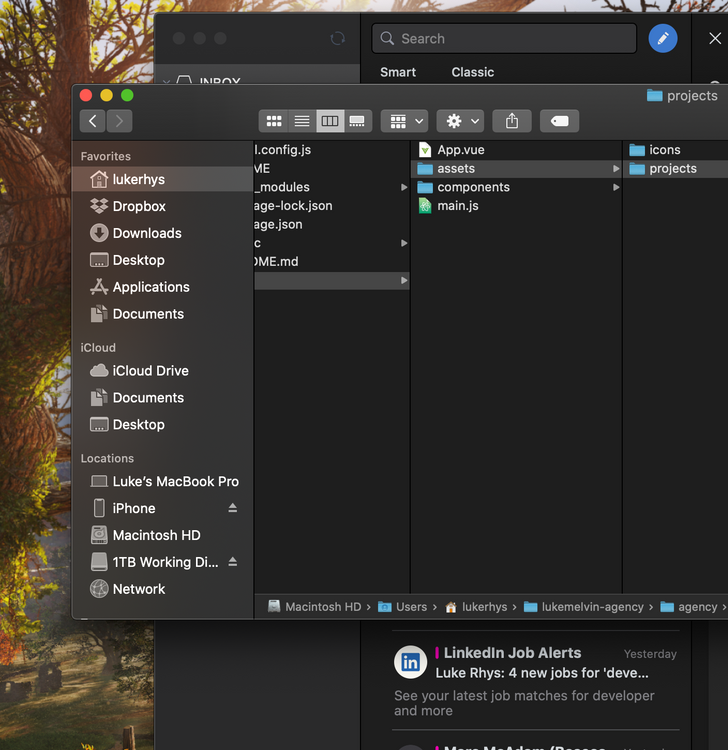 Search
Smart Classic
INBOX
projects
Favorites
lukerhys
Dropbox
Downloads
Desktop
Applications
Documents
iCloud
iCloud Drive
Documents
Desktop
Locations
Luke's MacBook Pro
iPhone
Macintosh HD
1TB Working Di...
Network
l.config.js
ME
_modules
age-lock.json
age.json
c
OME.md
App.vue
assets
components
main.js
icons
projects
Macintosh HD › Users › lukerhys › lukemelvin-agency › agency ›
LinkedIn Job Alerts Yesterday
in
Luke Rhys: 4 new jobs for 'deve...
See your latest job matches for developer
and more